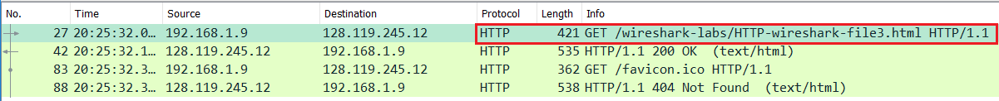 No. Time Source Destination Protocol Length Info
27 20:25:32.0… 192.168.1.9 128.119.245.12 HTTP 421 GET /wireshark-labs/HTTP-wireshark-file3.html HTTP/1.1
42 20:25:32.1… 128.119.245.12 192.168.1.9 HTTP 535 HTTP/1.1 200 OK (text/html)
83 20:25:32.3… 192.168.1.9 128.119.245.12 HTTP 362 GET /favicon.ico HTTP/1.1
88 20:25:32.3… 128.119.245.12 192.168.1.9 HTTP 538 HTTP/1.1 404 Not Found (text/html)